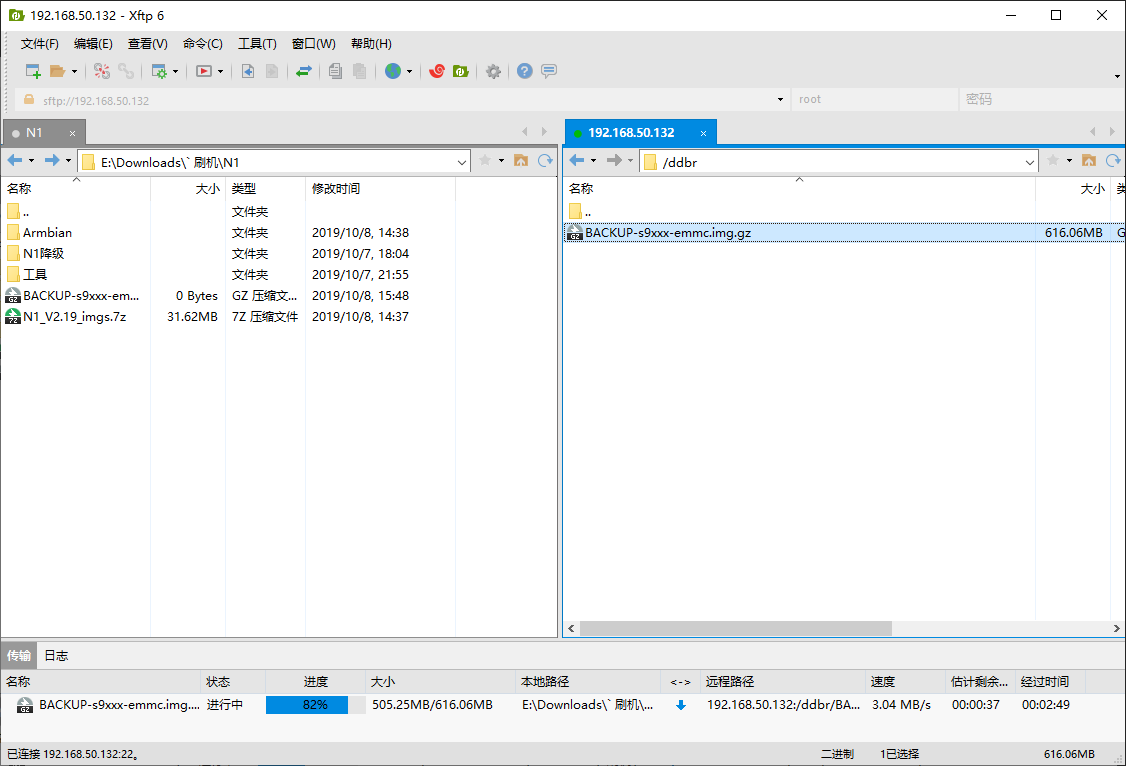 192.168.50.132 - Xftp 6
文件(F) 编辑(E) 查看(V) 命令(C) 工具(T) 窗口(W) 帮助(H)
sftp://192.168.50.132 root 密码
N1 × 192.168.50.132 ×
E:\Downloads\`刷机\N1 /ddbr
名称 大小 类型 修改时间 名称 大小
.. 文件夹 ..
Armbian 文件夹 2019/10/8, 14:38 BACKUP-s9xxx-emmc.img.gz 616.06MB G
N1降级 文件夹 2019/10/7, 18:04
工具 文件夹 2019/10/7, 21:55
BACKUP-s9xxx-em... 0 Bytes GZ 压缩文... 2019/10/8, 15:48
N1_V2.19_imgs.7z 31.62MB 7Z 压缩文件 2019/10/8, 14:37
传输 日志
名称 状态 进度 大小 本地路径 <-> 远程路径 速度 估计剩余... 经过时间
BACKUP-s9xxx-emmc.img.... 进行中 82% 505.25MB/616.06MB E:\Downloads\`刷机\... 192.168.50.132:/ddbr/BA... 3.04 MB/s 00:00:37 00:02:49
已连接 192.168.50.132:22。 二进制 1已选择 616.06MB